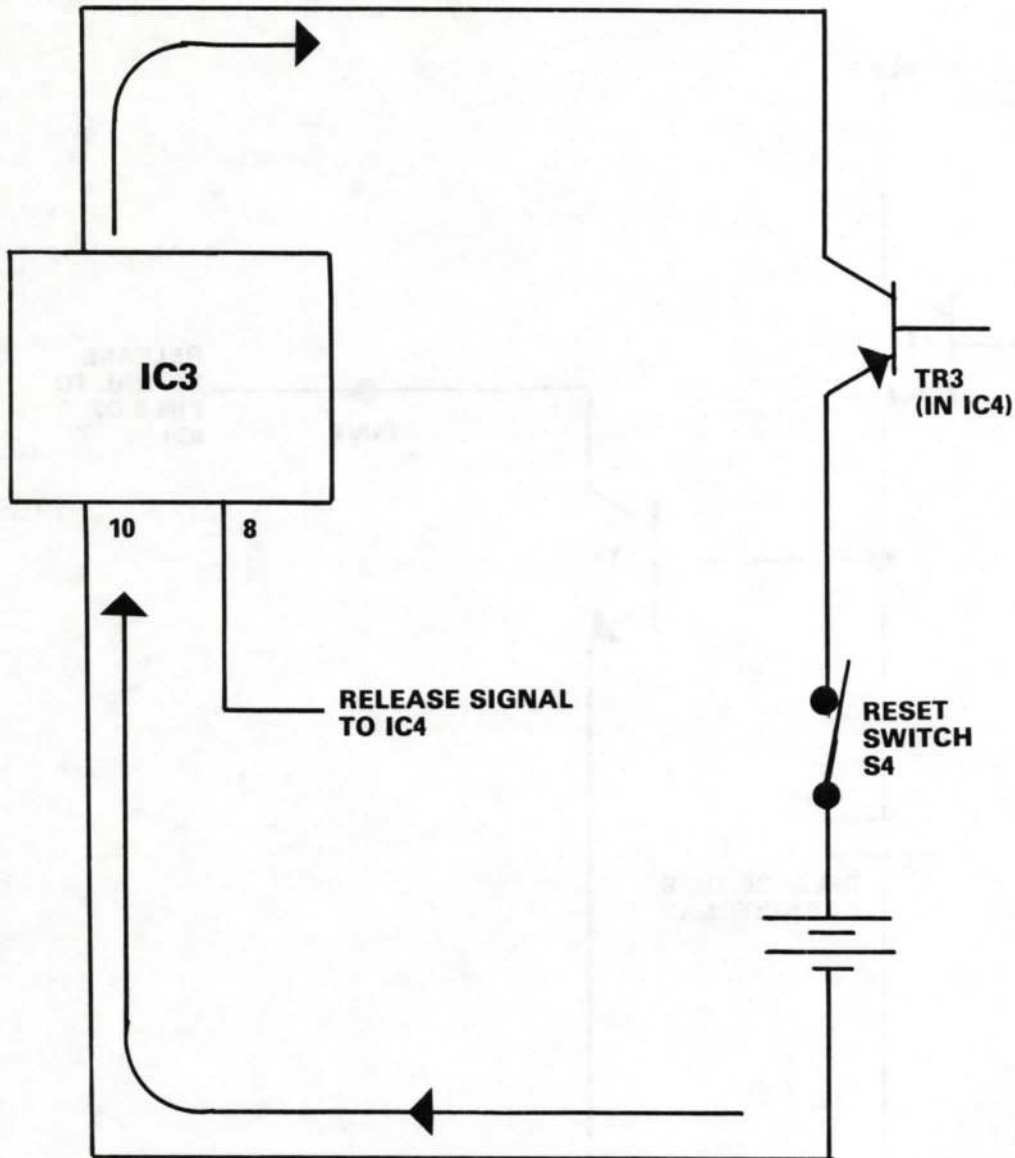 IC3
TR3
(IN IC4)
10
8
RELEASE SIGNAL
TO IC4
RESET
SWITCH
S4